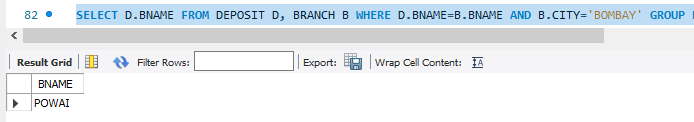 82 SELECT D.BNAME FROM DEPOSIT D, BRANCH B WHERE D.BNAME=B.BNAME AND B.CITY='BOMBAY' GROUP
Result Grid Filter Rows: Export: Wrap Cell Content: IA
BNAME
POWAI